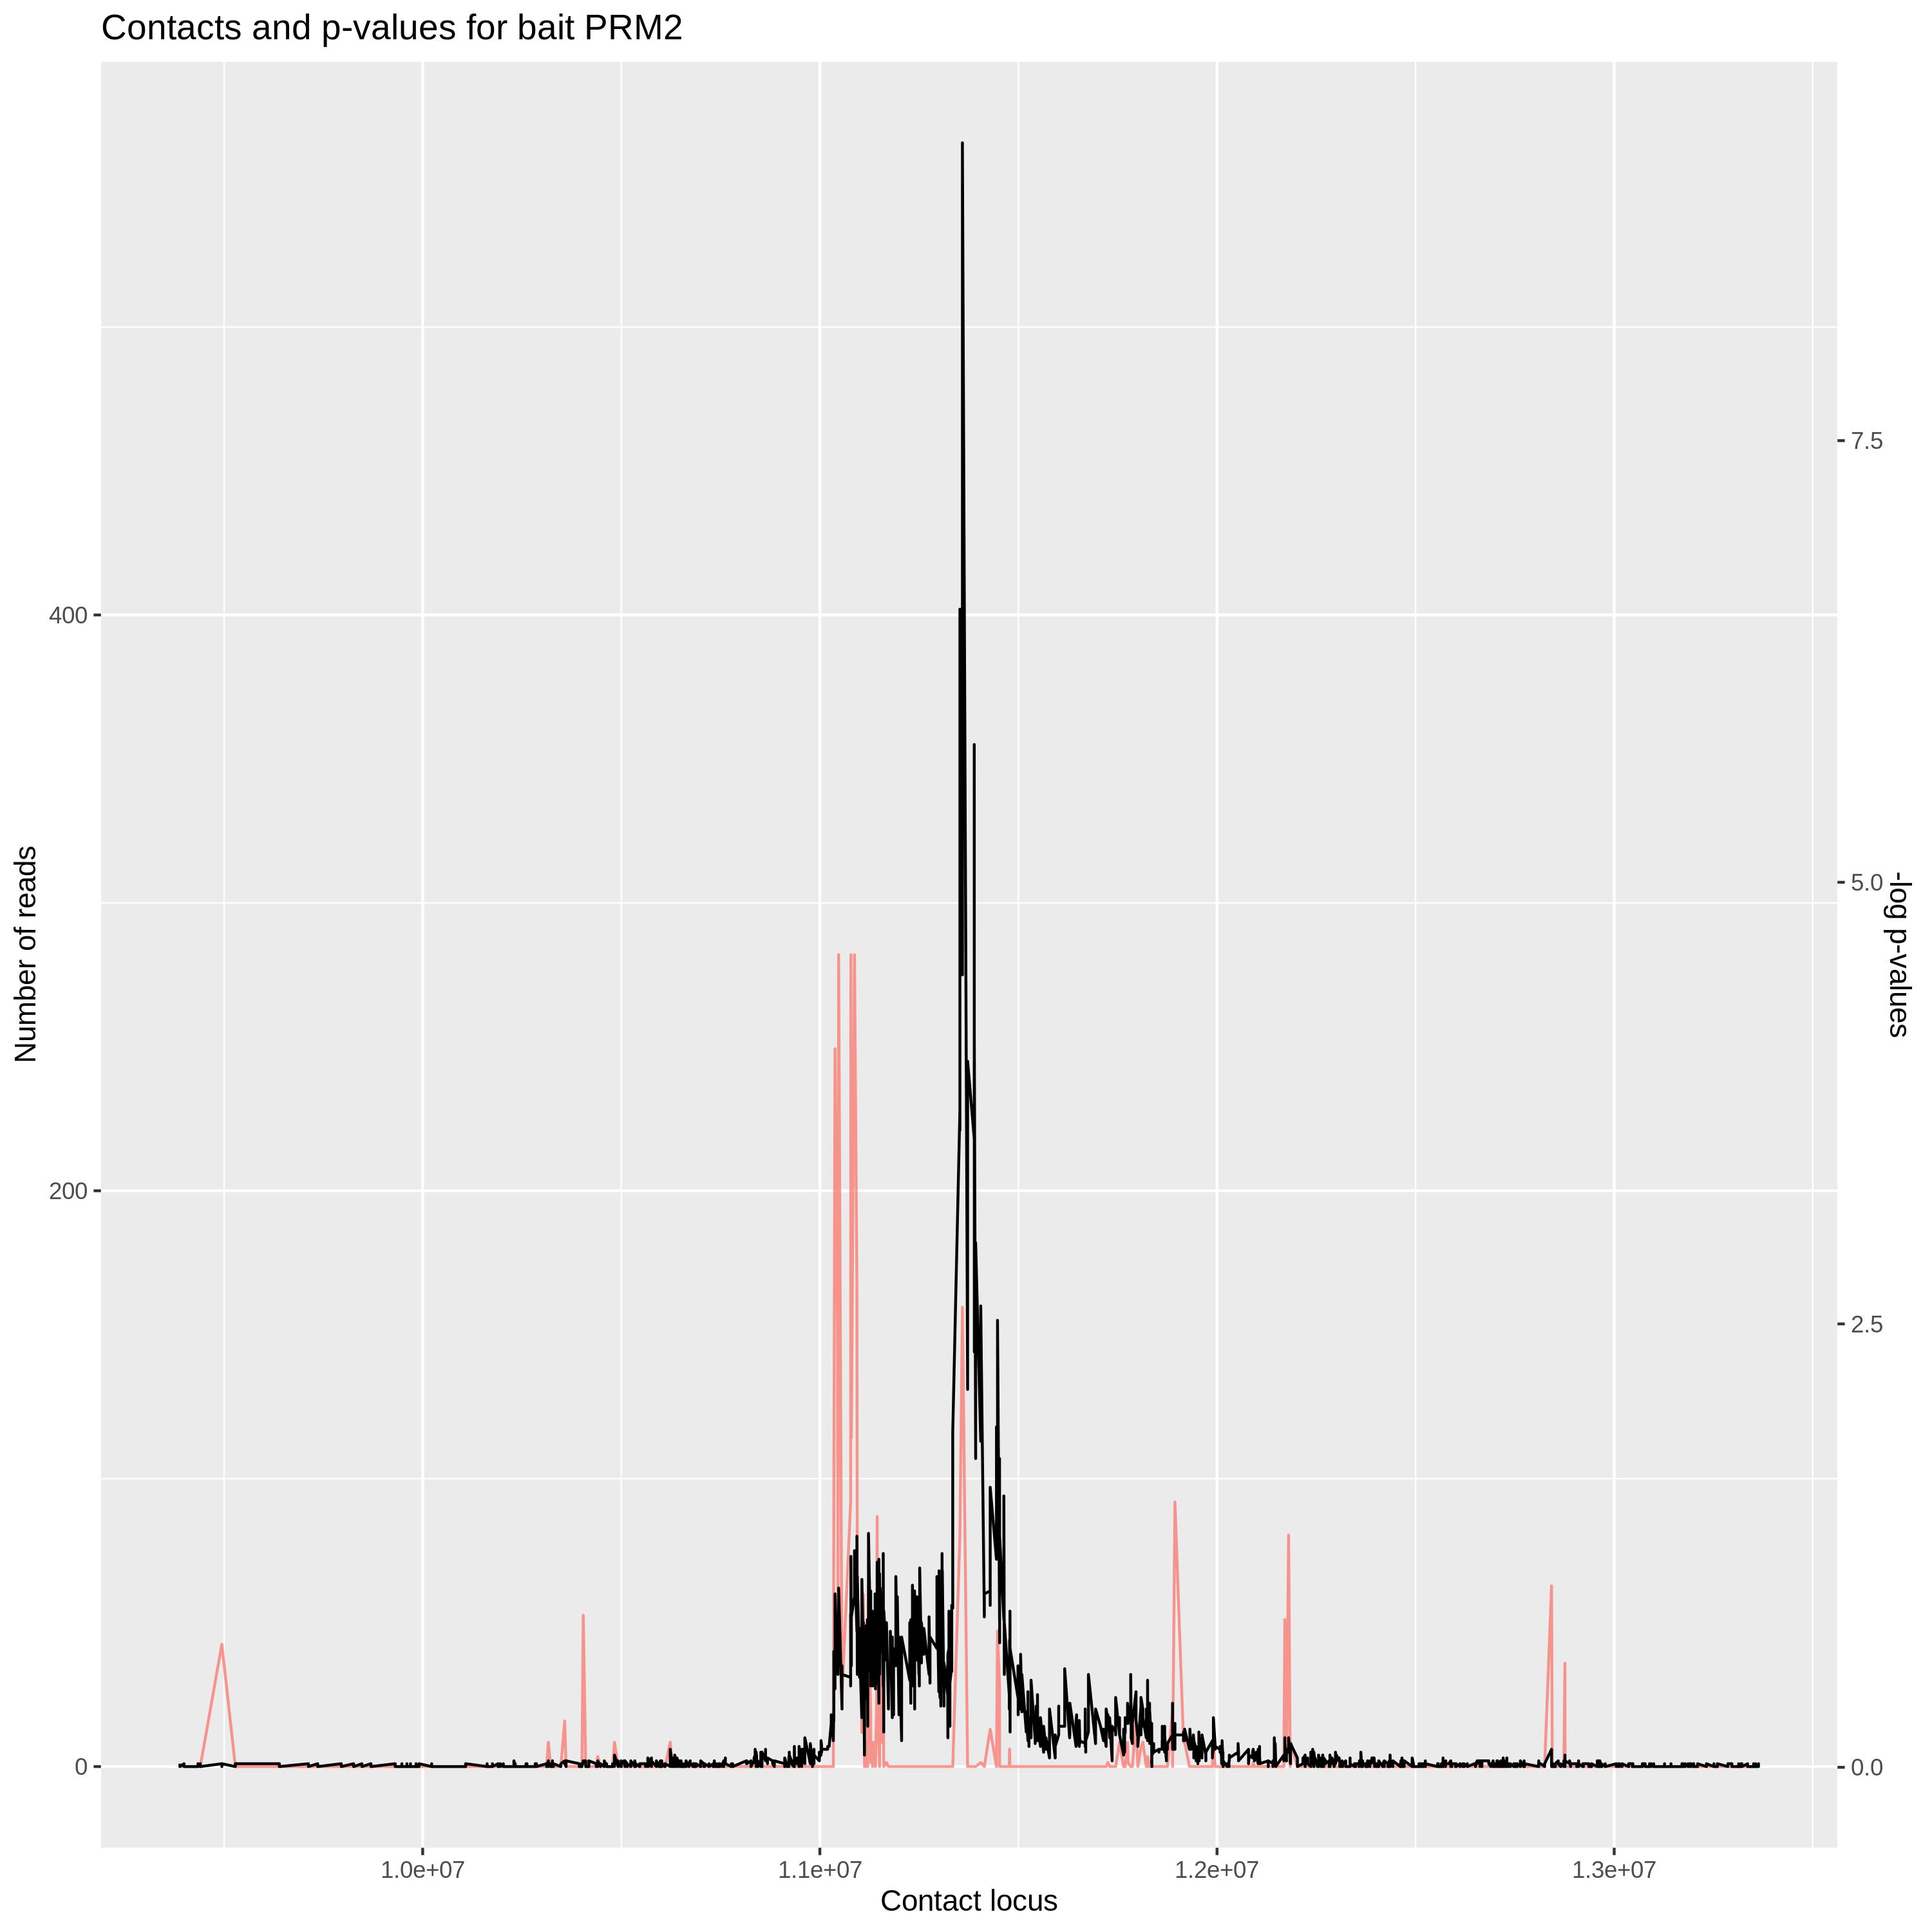 Contacts and p-values for bait PRM2
Number of reads
400
200
0
7.5
5.0
2.5
0.0
-log p-values
1.0e+07
1.1e+07
1.2e+07
1.3e+07
Contact locus